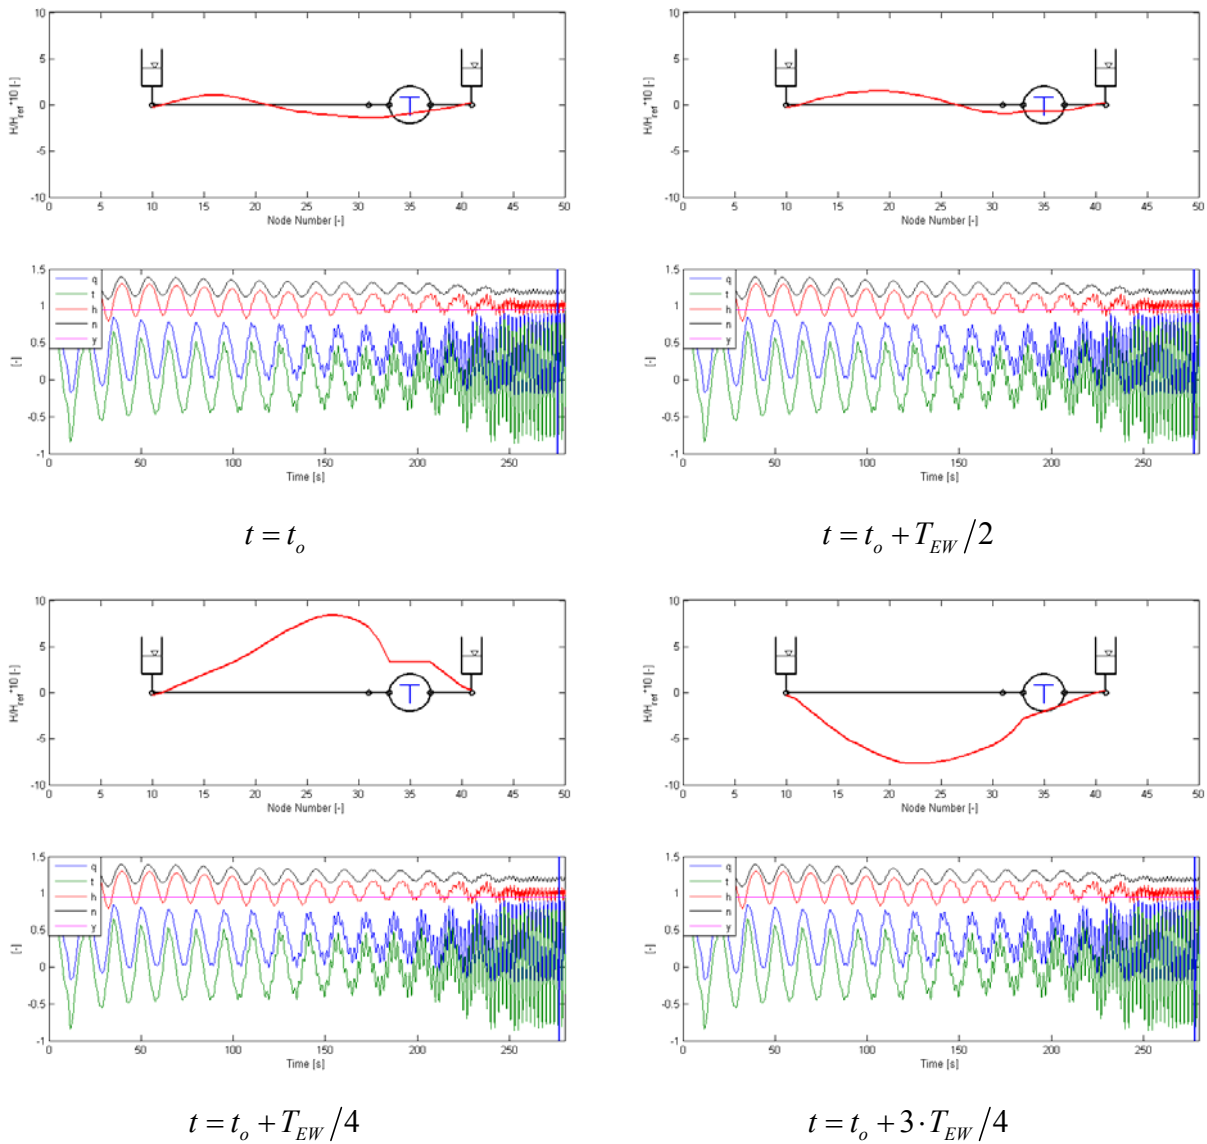 10
5
0
-5
-10
H/H_ref*10 [-]
0 5 10 15 20 25 30 35 40 45 50
Node Number [-]
T
10
5
0
-5
-10
H/H_ref*10 [-]
0 5 10 15 20 25 30 35 40 45 50
Node Number [-]
T
1.5
1
0.5
0
-0.5
-1
[-]
q
t
h
n
y
50 100 150 200 250
Time [s]
1.5
1
0.5
0
-0.5
-1
[-]
q
t
h
n
y
0 50 100 150 200 250
Time [s]
t = t_o
t = t_o + T_EW/2
10
5
0
-5
-10
H/H_ref*10 [-]
0 5 10 15 20 25 30 35 40 45 50
Node Number [-]
T
10
5
0
-5
-10
H/H_ref*10 [-]
0 5 10 15 20 25 30 35 40 45 50
Node Number [-]
T
1.5
1
0.5
0
-0.5
-1
[-]
q
t
h
n
y
0 50 100 150 200 250
Time [s]
1.5
1
0.5
0
-0.5
-1
[-]
q
t
h
n
y
0 50 100 150 200 250
Time [s]
t = t_o + T_EW/4
t = t_o + 3·T_EW/4